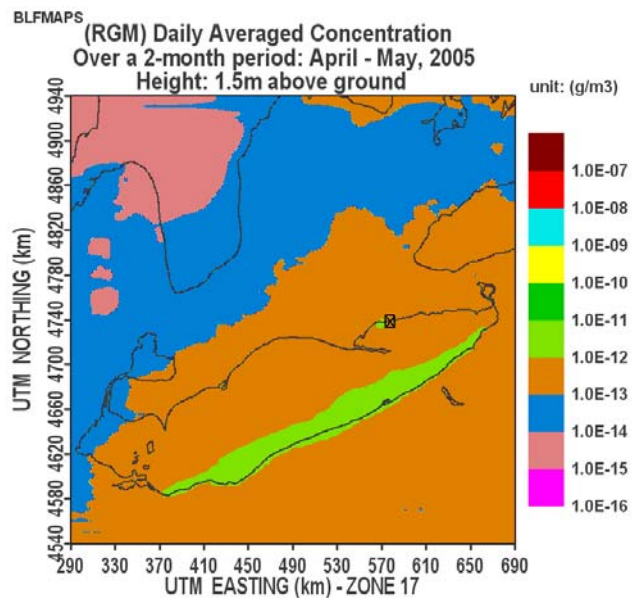 BLFMAPS
(RGM) Daily Averaged Concentration
Over a 2-month period: April - May, 2005
Height: 1.5m above ground
unit: (g/m3)
1.0E-07
1.0E-08
1.0E-09
1.0E-10
1.0E-11
1.0E-12
1.0E-13
1.0E-14
1.0E-15
1.0E-16
UTM NORTHING (km)
4940
4900
4860
4820
4780
4740
4700
4660
4620
4580
4540
290 330 370 410 450 490 530 570 610 650 690
UTM EASTING (km) - ZONE 17